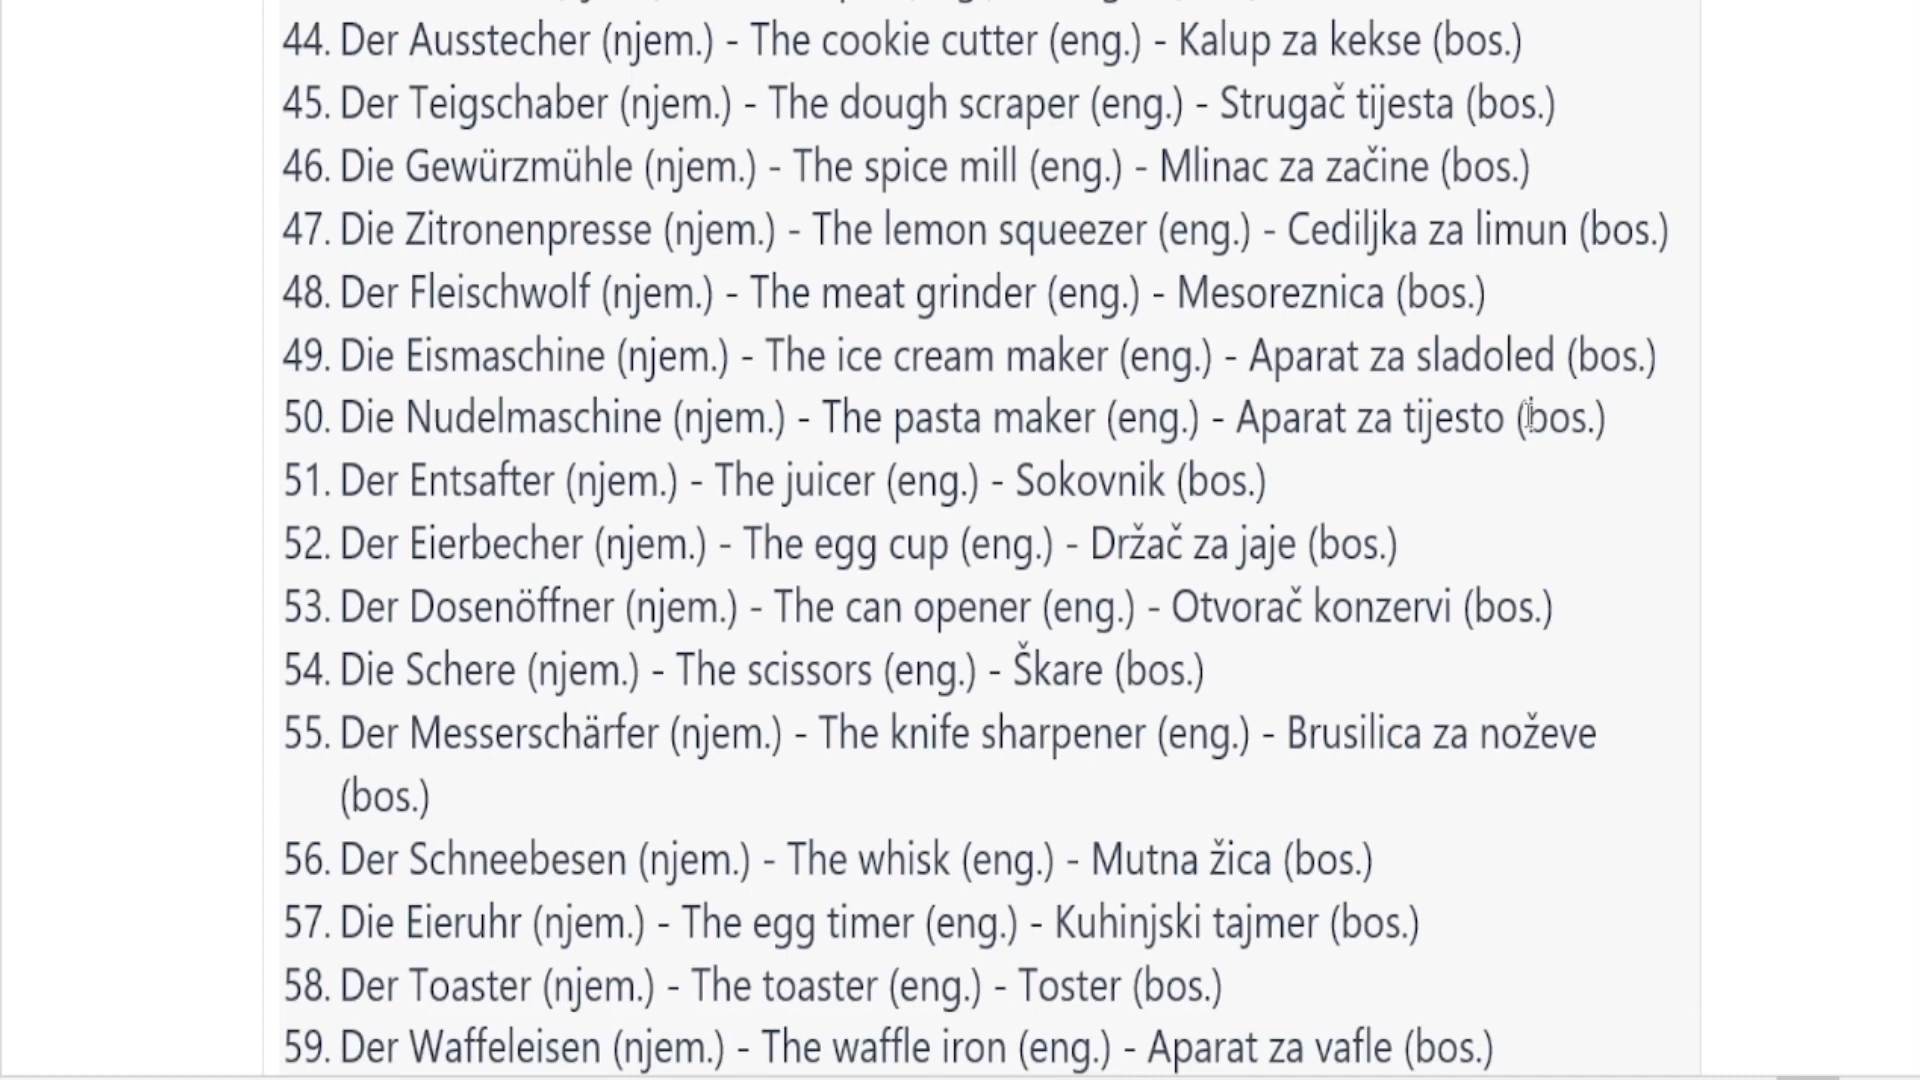 44. Der Ausstecher (njem.) - The cookie cutter (eng.) - Kalup za kekse (bos.)
45. Der Teigschaber (njem.) - The dough scraper (eng.) - Strugač tijesta (bos.)
46. Die Gewürzmühle (njem.) - The spice mill (eng.) - Mlinac za začine (bos.)
47. Die Zitronenpresse (njem.) - The lemon squeezer (eng.) - Cediljka za limun (bos.)
48. Der Fleischwolf (njem.) - The meat grinder (eng.) - Mesoreznica (bos.)
49. Die Eismaschine (njem.) - The ice cream maker (eng.) - Aparat za sladoled (bos.)
50. Die Nudelmaschine (njem.) - The pasta maker (eng.) - Aparat za tijesto (bos.)
51. Der Entsafter (njem.) - The juicer (eng.) - Sokovnik (bos.)
52. Der Eierbecher (njem.) - The egg cup (eng.) - Držač za jaje (bos.)
53. Der Dosenöffner (njem.) - The can opener (eng.) - Otvorač konzervi (bos.)
54. Die Schere (njem.) - The scissors (eng.) - Škare (bos.)
55. Der Messerschärfer (njem.) - The knife sharpener (eng.) - Brusilica za noževe
(bos.)
56. Der Schneebesen (njem.) - The whisk (eng.) - Mutna žica (bos.)
57. Die Eieruhr (njem.) - The egg timer (eng.) - Kuhinjski tajmer (bos.)
58. Der Toaster (njem.) - The toaster (eng.) - Toster (bos.)
59. Der Waffeleisen (njem.) - The waffle iron (eng.) - Aparat za vafle (bos.)